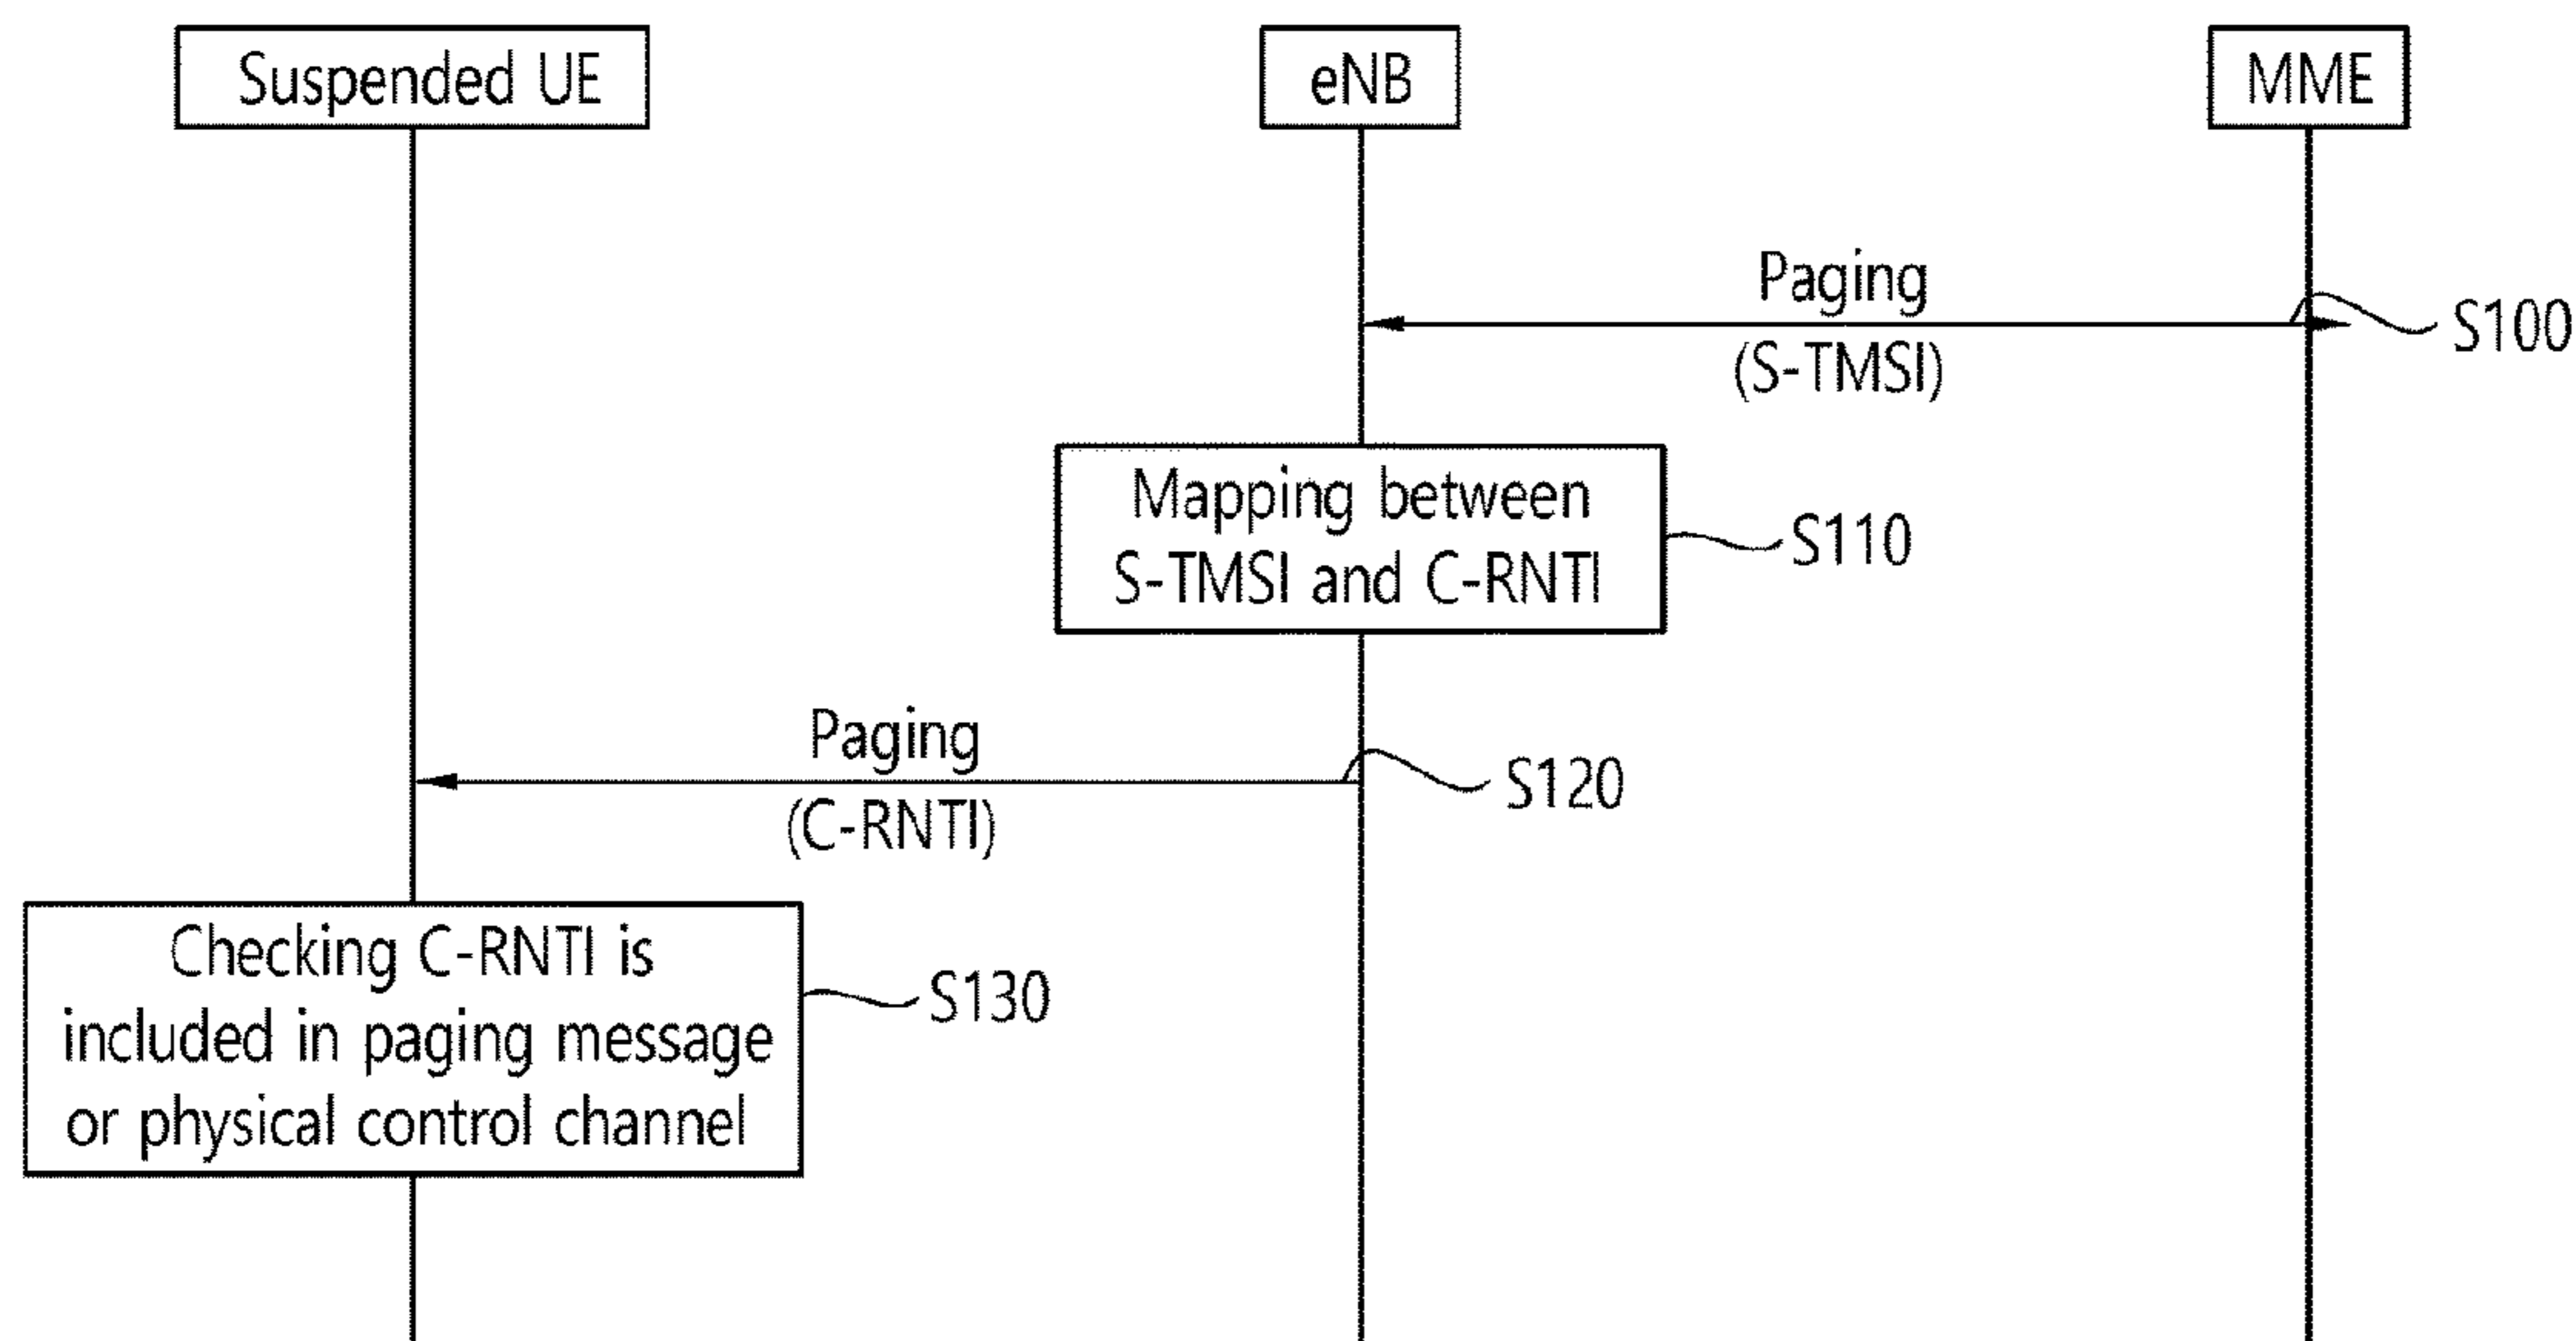 Suspended UE
eNB
MME
Paging
(S-TMSI)
S100
Mapping between
S-TMSI and C-RNTI
S110
Paging
(C-RNTI)
S120
Checking C-RNTI is
included in paging message
or physical control channel
S130